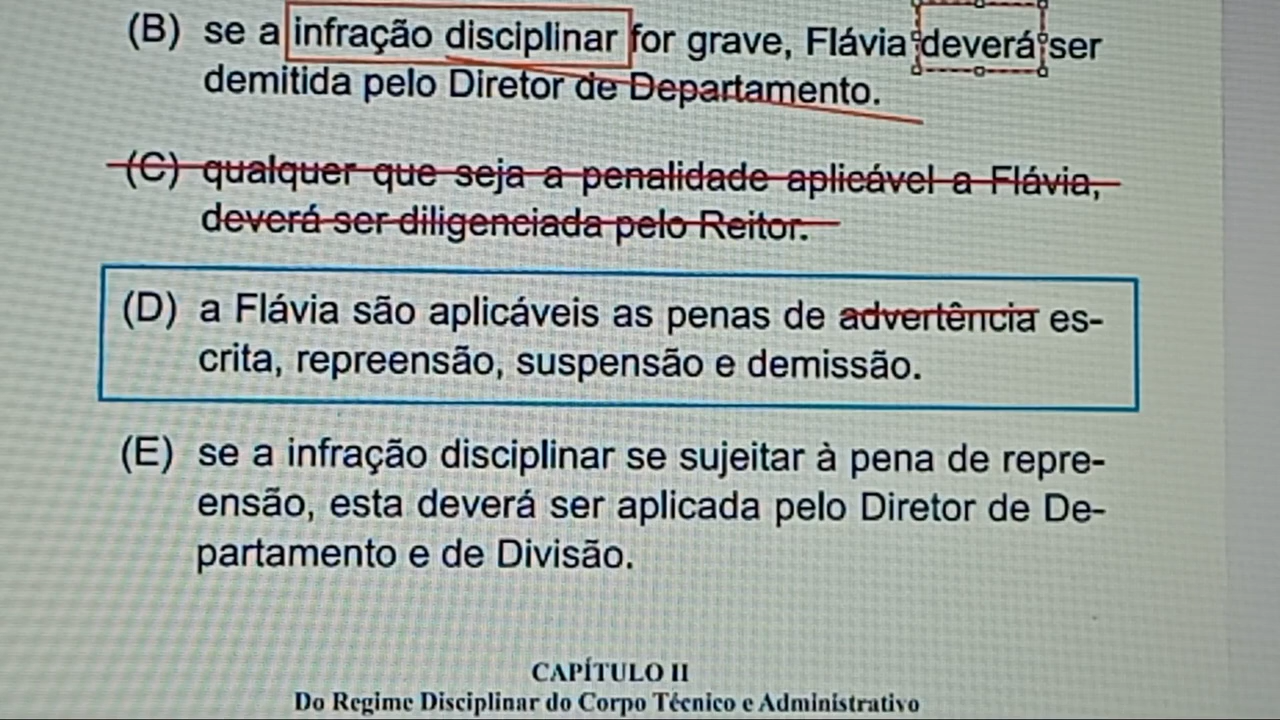 (B) se a infração disciplinar for grave, Flávia deverá ser
demitida pelo Diretor de Departamento.
(C) qualquer que seja a penalidade aplicável a Flávia,
deverá ser diligenciada pelo Reitor.
(D) a Flávia são aplicáveis as penas de advertência es-
crita, repreensão, suspensão e demissão.
(E) se a infração disciplinar se sujeitar à pena de repre-
ensão, esta deverá ser aplicada pelo Diretor de De-
partamento e de Divisão.
CAPÍTULO II
Do Regime Disciplinar do Corpo Técnico e Administrativo